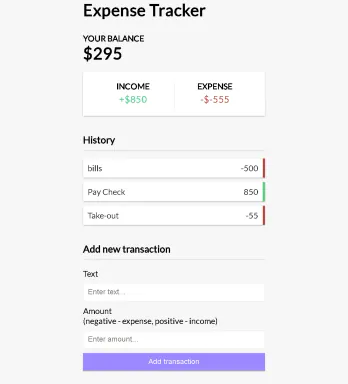 Expense Tracker
YOUR BALANCE
$295
INCOME EXPENSE
+$850 -$-555
History
bills -500
Pay Check 850
Take-out -55
Add new transaction
Text
Enter text...
Amount
(negative - expense, positive - income)
Enter amount...
Add transaction